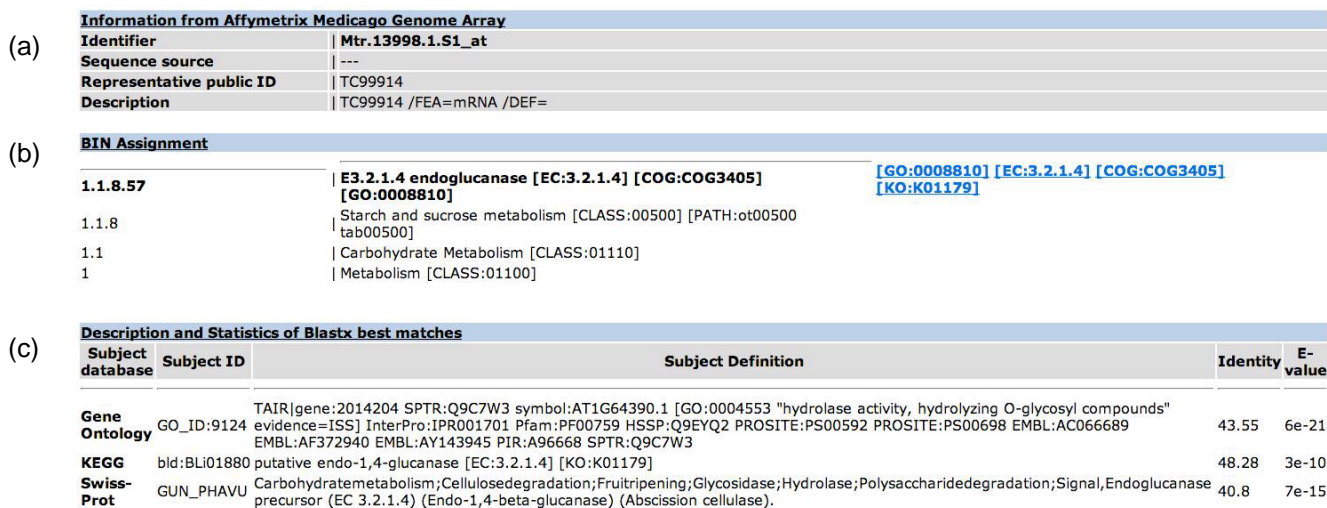 (a)
Information from Affymetrix Medicago Genome Array
Identifier | Mtr.13998.1.S1_at
Sequence source | ---
Representative public ID | TC99914
Description | TC99914 /FEA=mRNA /DEF=
(b)
BIN Assignment
1.1.8.57 | E3.2.1.4 endoglucanase [EC:3.2.1.4] [COG:COG3405] [GO:0008810] [EC:3.2.1.4] [COG:COG3405]
[GO:0008810] [KO:K01179]
1.1.8 | Starch and sucrose metabolism [CLASS:00500] [PATH:ot00500
tab00500]
1.1 | Carbohydrate Metabolism [CLASS:01110]
1 | Metabolism [CLASS:01100]
(c)
Description and Statistics of Blastx best matches
Subject database Subject ID Subject Definition Identity E-value
Gene Ontology GO_ID:9124 TAIR|gene:2014204 SPTR:Q9C7W3 symbol:AT1G64390.1 [GO:0004553 "hydrolase activity, hydrolyzing O-glycosyl compounds"
evidence=ISS] InterPro:IPR001701 Pfam:PF00759 HSSP:Q9EYQ2 PROSITE:PS00592 PROSITE:PS00698 EMBL:AC066689
EMBL:AF372940 EMBL:AY143945 PIR:A96668 SPTR:Q9C7W3 43.55 6e-21
KEGG bld:BLi01880 putative endo-1,4-glucanase [EC:3.2.1.4] [KO:K01179] 48.28 3e-10
Swiss-Prot GUN_PHAVU Carbohydratemetabolism;Cellulosedegradation;Fruitripening;Glycosidase;Hydrolase;Polysaccharidedegradation;Signal,Endoglucanase
precursor (EC 3.2.1.4) (Endo-1,4-beta-glucanase) (Abscission cellulase). 40.8 7e-15